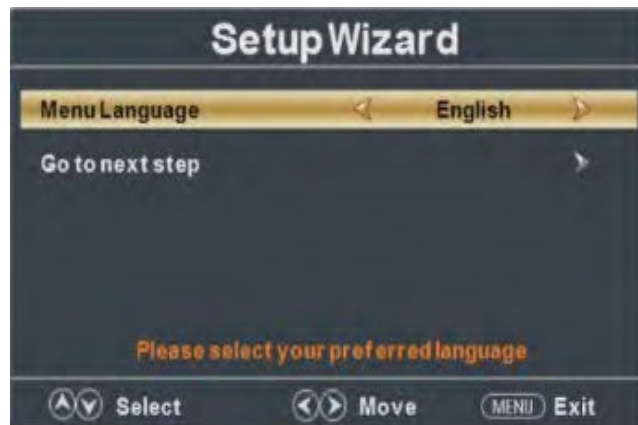 Setup Wizard
Menu Language English
Go to next step
Please select your preferred language
Select Move MENU Exit